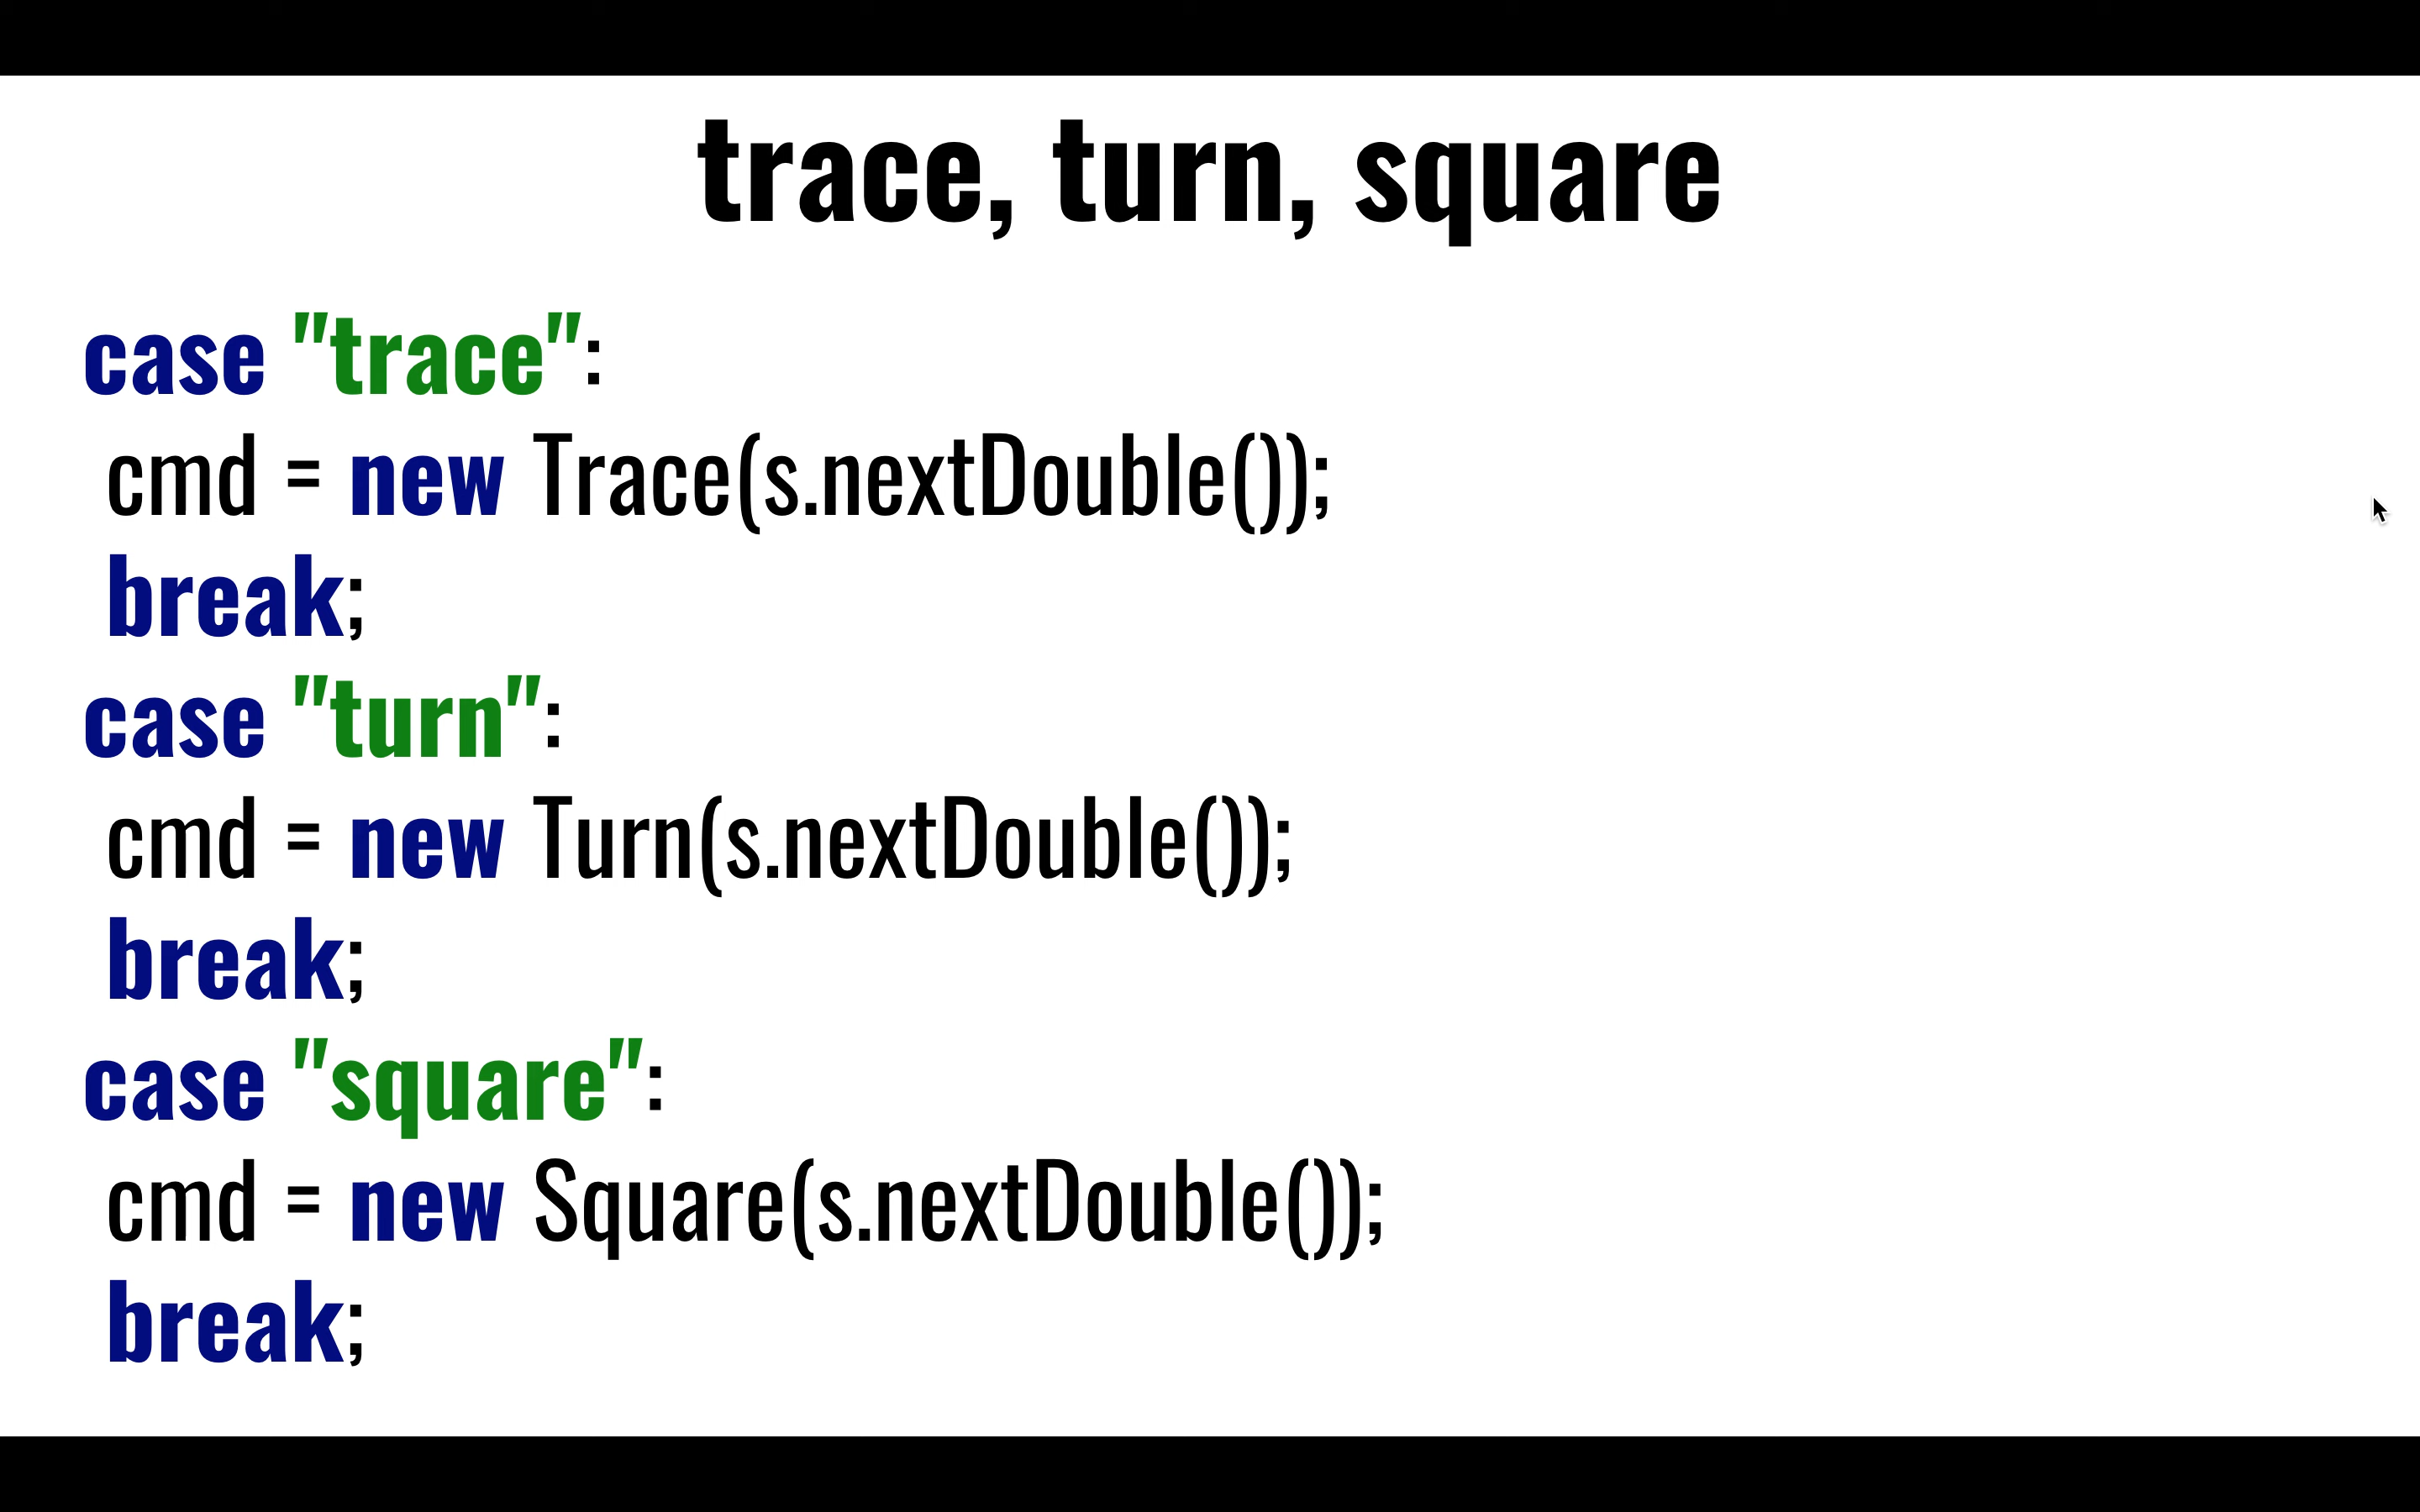 trace, turn, square
case "trace":
cmd = new Trace(s.nextDouble());
break;
case "turn":
cmd = new Turn(s.nextDouble());
break;
case "square":
cmd = new Square(s.nextDouble());
break;